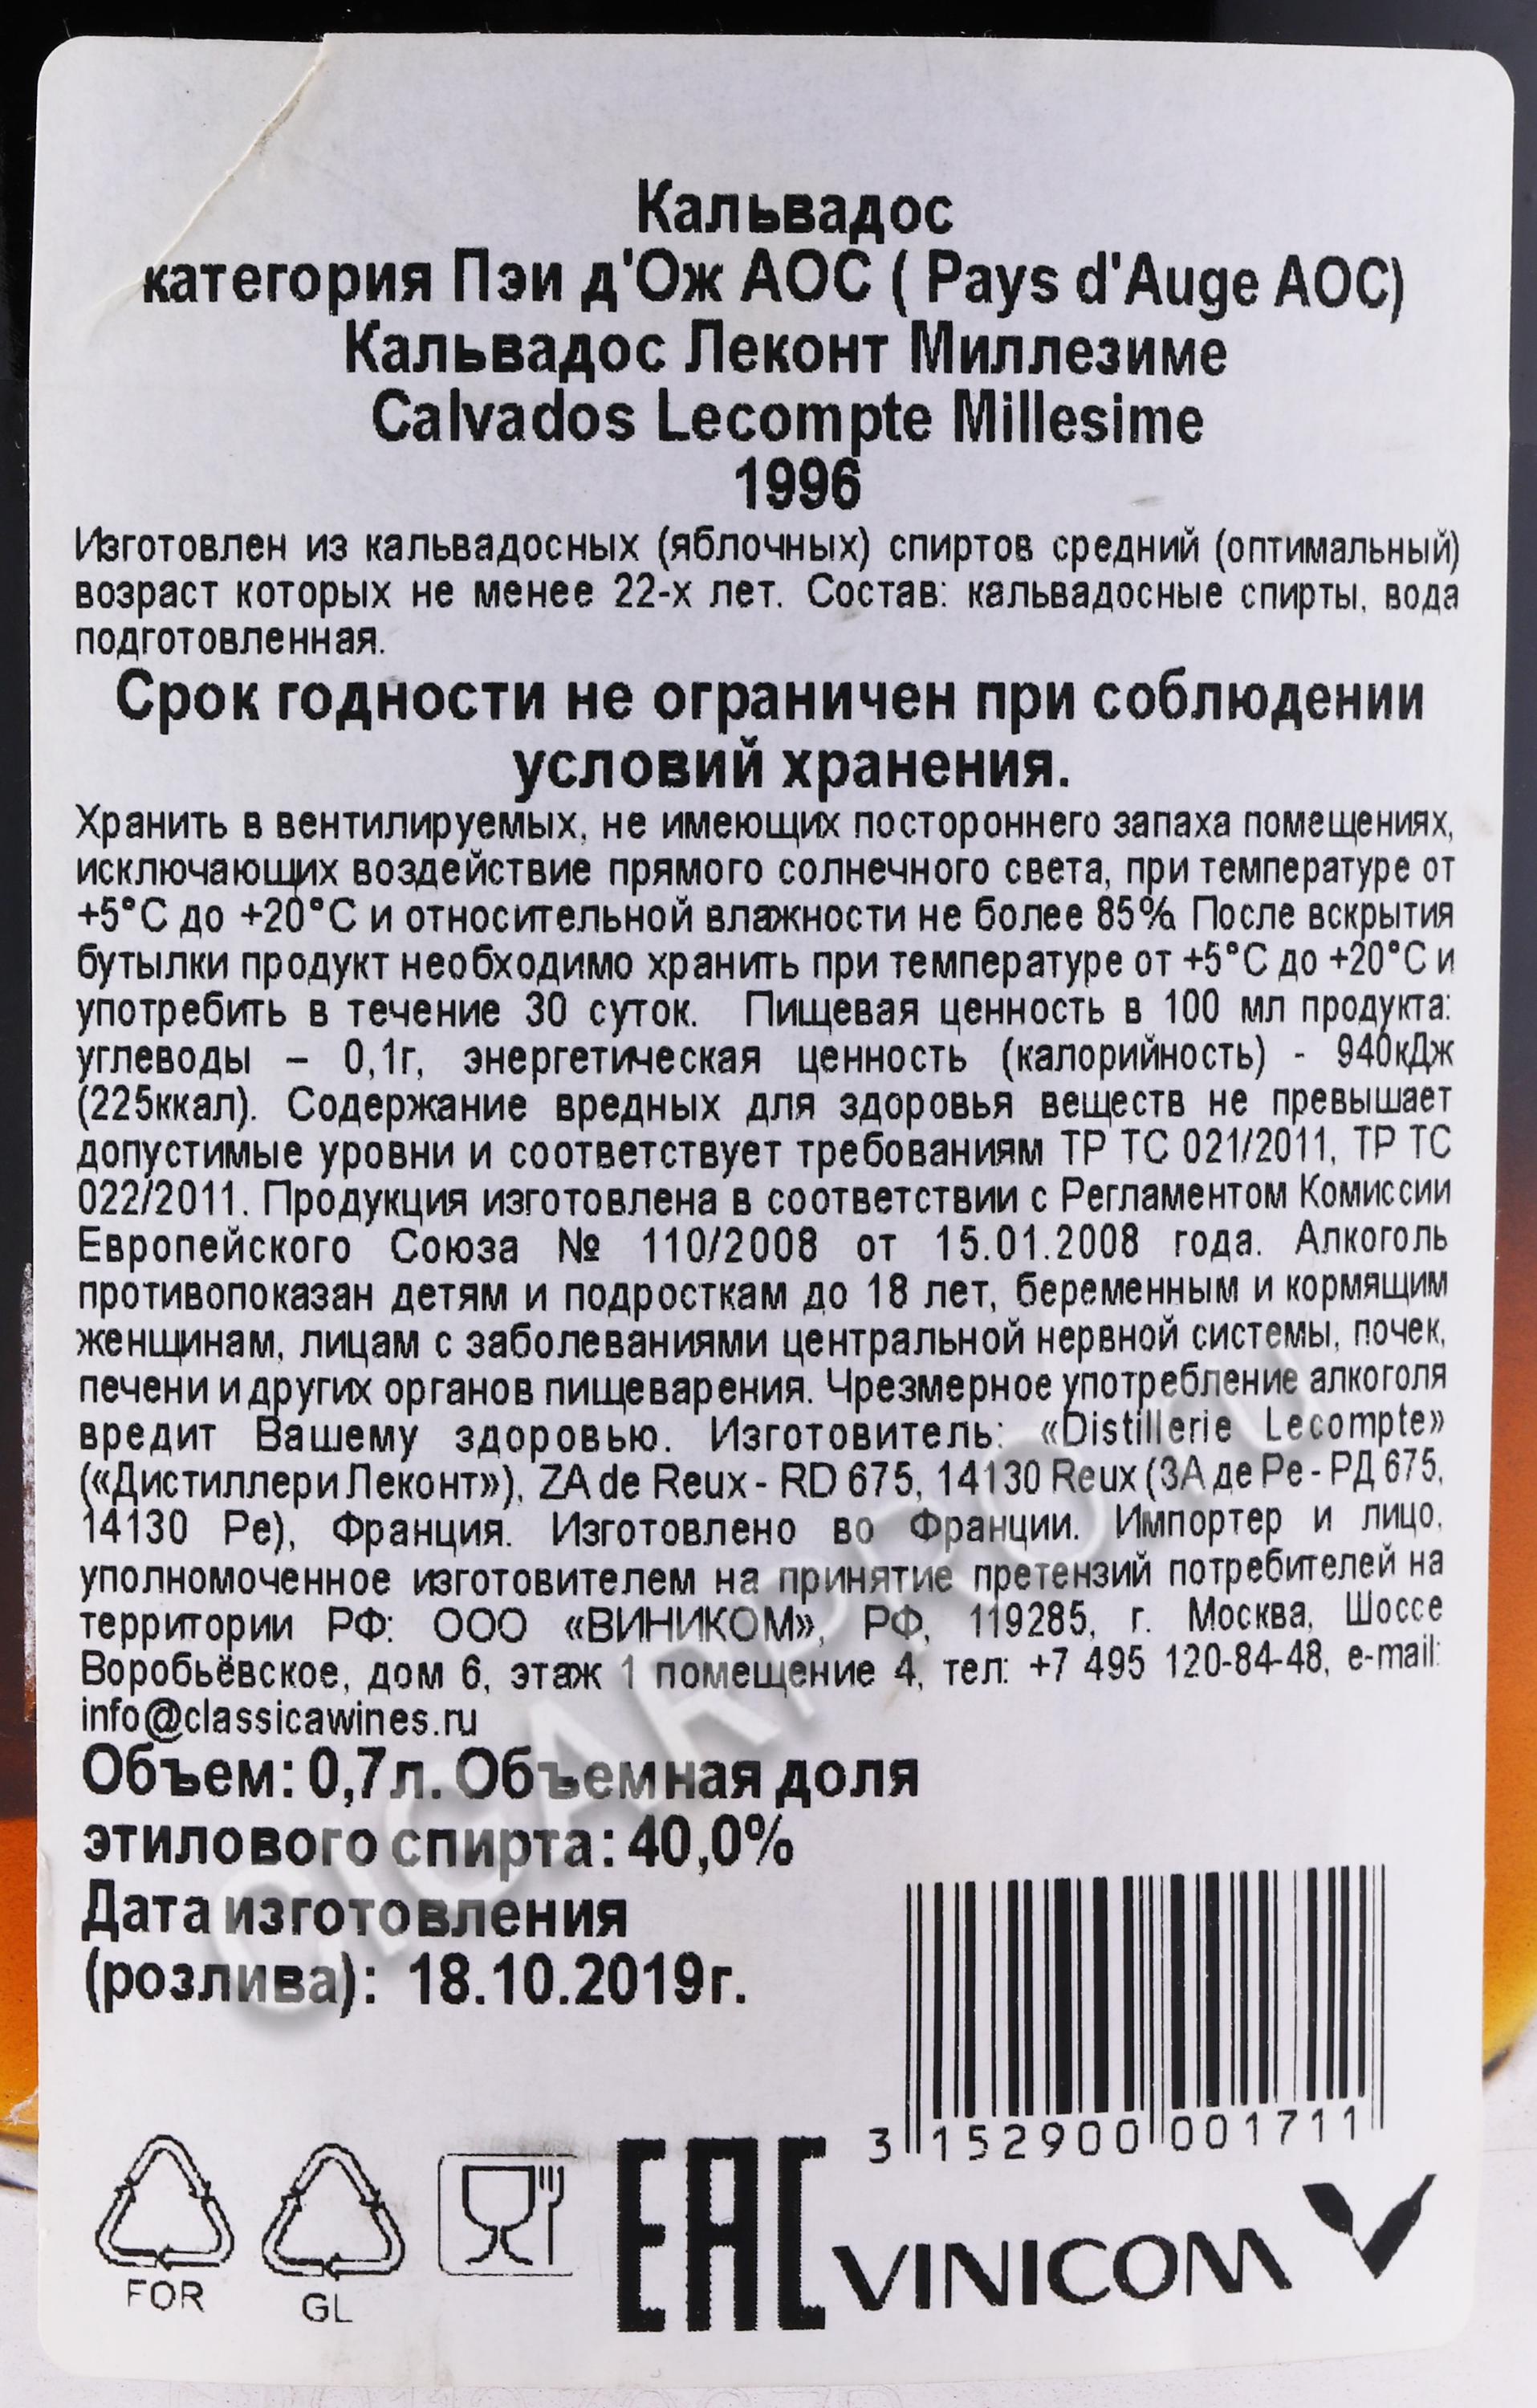 Кальвадос
категория Пэи д'Ож АОС ( Pays d'Auge AOC)
Кальвадос Леконт Миллезиме
Calvados Lecompte Millesime
1996
Изготовлен из кальвадосных (яблочных) спиртов средний (оптимальный)
возраст которых не менее 22-х лет. Состав: кальвадосные спирты, вода
подготовленная.
Срок годности не ограничен при соблюдении
условий хранения.
Хранить в вентилируемых, не имеющих постороннего запаха помещениях,
исключающих воздействие прямого солнечного света, при температуре от
+5°С до +20°С и относительной влажности не более 85%. После вскрытия
бутылки продукт необходимо хранить при температуре от +5°С до +20°С и
употребить в течение 30 суток. Пищевая ценность в 100 мл продукта:
углеводы – 0,1г, энергетическая ценность (калорийность) - 940кДж
(225ккал). Содержание вредных для здоровья веществ не превышает
допустимые уровни и соответствует требованиям ТР ТС 021/2011, ТР ТС
022/2011. Продукция изготовлена в соответствии с Регламентом Комиссии
Европейского Союза № 110/2008 от 15.01.2008 года. Алкоголь
противопоказан детям и подросткам до 18 лет, беременным и кормящим
женщинам, лицам с заболеваниями центральной нервной системы, почек,
печени и других органов пищеварения. Чрезмерное употребление алкоголя
вредит Вашему здоровью. Изготовитель: «Distillerie Lecompte»
(«Дистиллери Леконт»), ZA de Reux - RD 675, 14130 Reux (ЗА де Ре - РД 675,
14130 Ре), Франция. Изготовлено во Франции. Импортер и лицо,
уполномоченное изготовителем на принятие претензий потребителей на
территории РФ: ООО «ВИНИКОМ», РФ, 119285, г. Москва, Шоссе
Воробьёвское, дом 6, этаж 1 помещение 4, тел: +7 495 120-84-48, e-mail:
info@classicawines.ru
Объем: 0,7л. Объемная доля
этилового спирта: 40,0%
Дата изготовления
(розлива): 18.10.2019г.
3 152900 001711
FOR
GL
EAC
VINICOM
CIGARPRO.RU